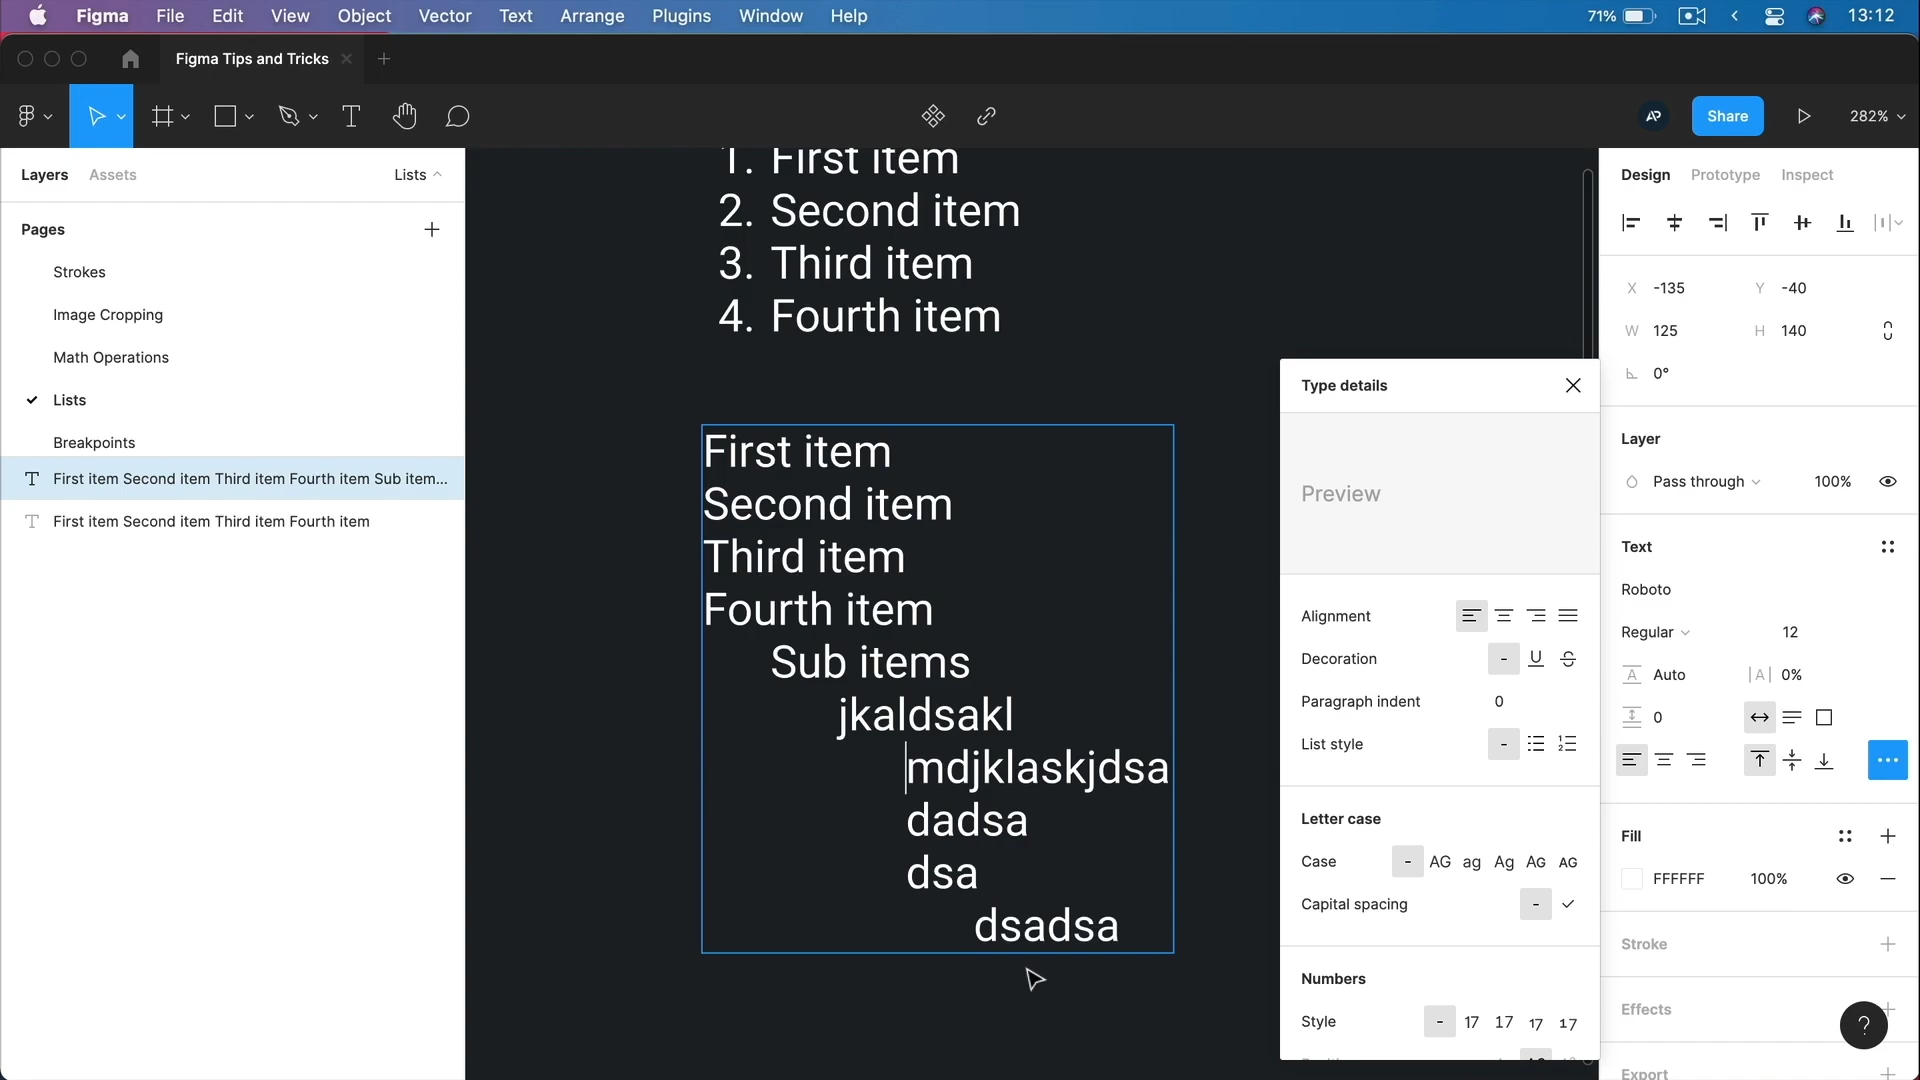 Figma File Edit View Object Vector Text Arrange Plugins Window Help 71% 13:12
Figma Tips and Tricks
AP Share 282%
Layers Assets Lists
Pages
Strokes
Image Cropping
Math Operations
Lists
Breakpoints
First item Second item Third item Fourth item Sub item...
First item Second item Third item Fourth item
1. First item
2. Second item
3. Third item
4. Fourth item
First item
Second item
Third item
Fourth item
Sub items
jkaldsakl
mdjklaskjdsa
dadsa
dsa
dsadsa
Type details
Preview
Alignment
Decoration - U S
Paragraph indent 0
List style -
Letter case
Case - AG ag Ag AG AG
Capital spacing -
Numbers
Style - 17 17 17 17
Design Prototype Inspect
X -135 Y -40
W 125 H 140
0°
Layer
Pass through 100%
Text
Roboto
Regular 12
A Auto |A| 0%
0
Fill
FFFFFF 100%
Stroke
Effects
?
Export